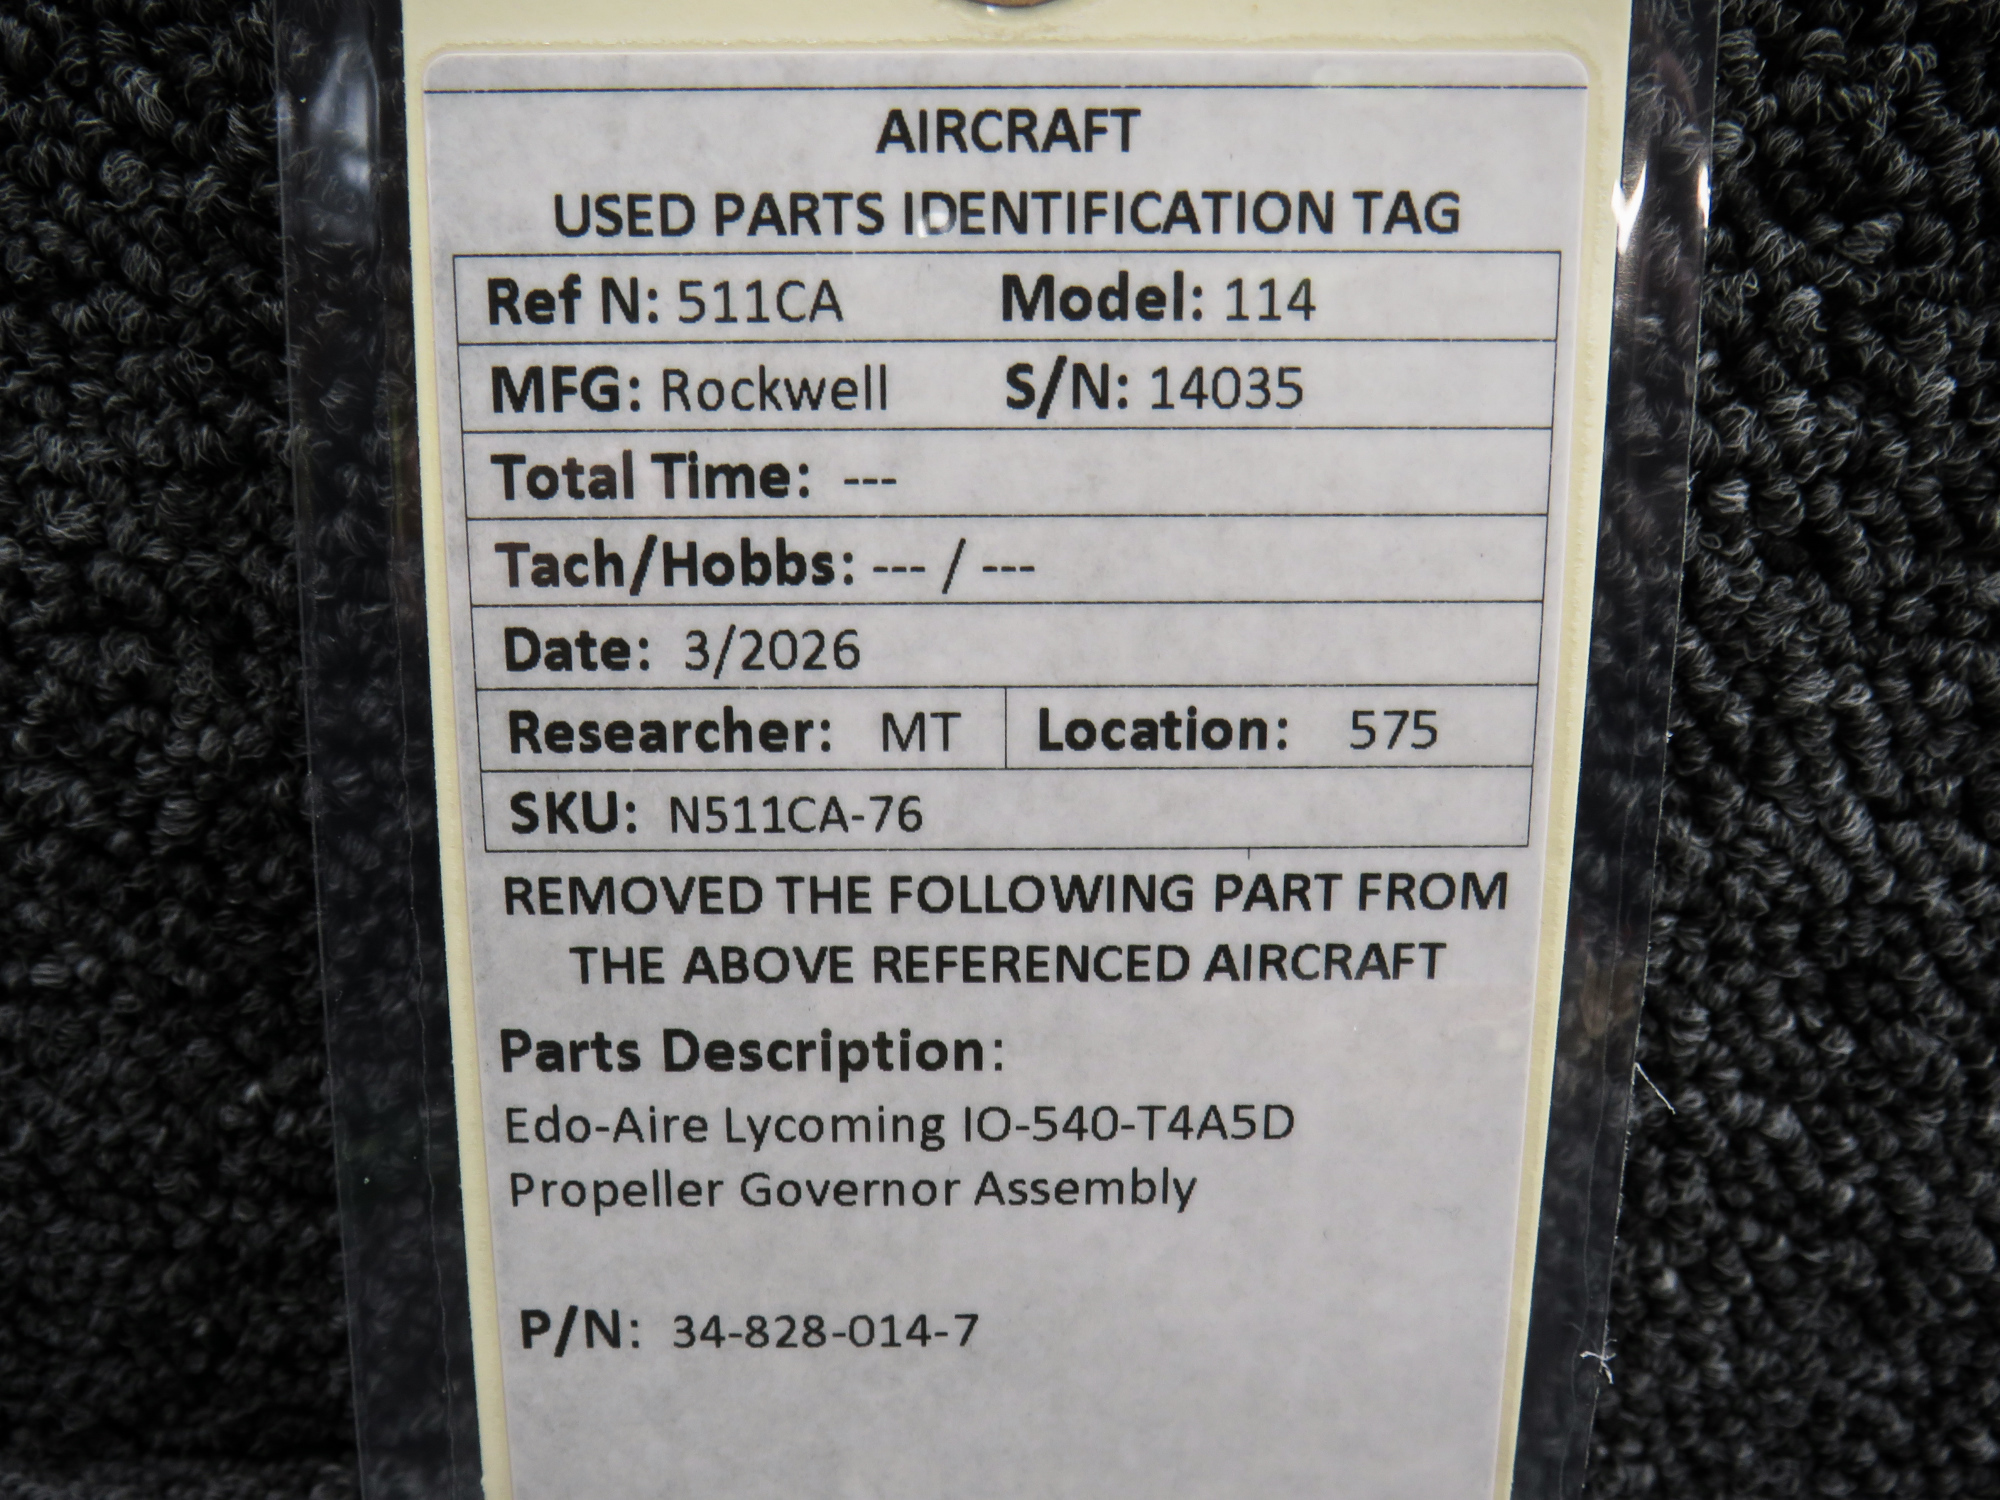 AIRCRAFT
USED PARTS IDENTIFICATION TAG
Ref N: 511CA Model: 114
MFG: Rockwell S/N: 14035
Total Time: ---
Tach/Hobbs: --- / ---
Date: 3/2026
Researcher: MT Location: 575
SKU: N511CA-76
REMOVED THE FOLLOWING PART FROM
THE ABOVE REFERENCED AIRCRAFT
Parts Description:
Edo-Aire Lycoming IO-540-T4A5D
Propeller Governor Assembly
P/N: 34-828-014-7